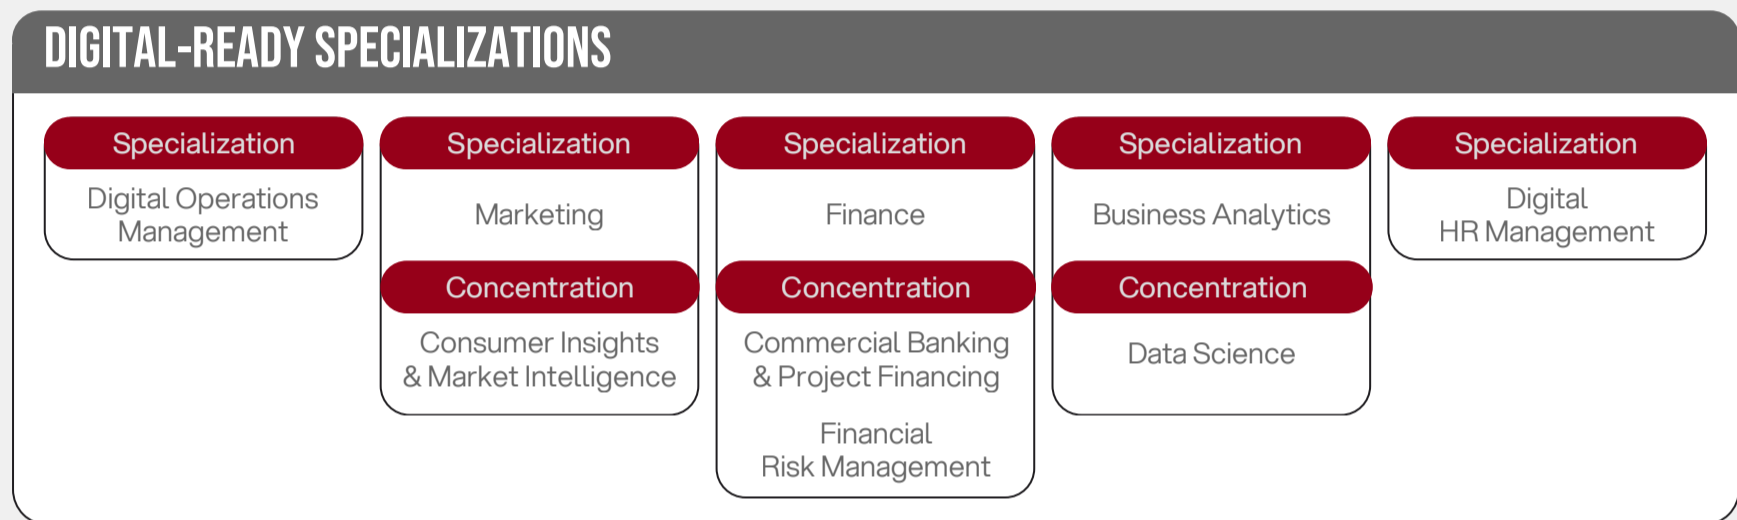 DIGITAL-READY SPECIALIZATIONS
Specialization
Digital Operations
Management
Specialization
Marketing
Concentration
Consumer Insights
& Market Intelligence
Specialization
Finance
Concentration
Commercial Banking
& Project Financing
Financial
Risk Management
Specialization
Business Analytics
Concentration
Data Science
Specialization
Digital
HR Management